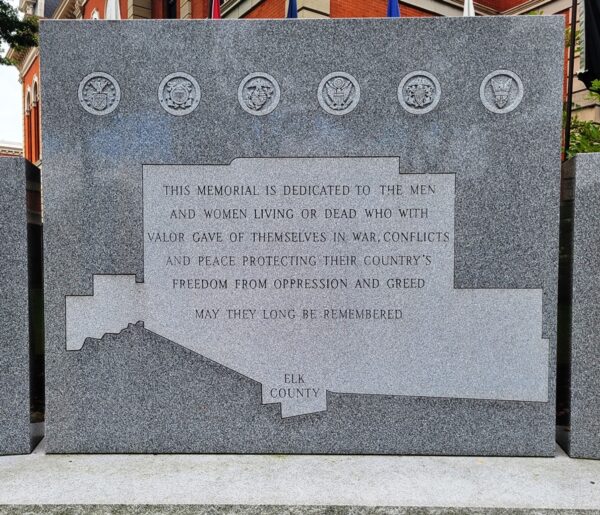 THIS MEMORIAL IS DEDICATED TO THE MEN
AND WOMEN LIVING OR DEAD WHO WITH
VALOR GAVE OF THEMSELVES IN WAR, CONFLICTS
AND PEACE PROTECTING THEIR COUNTRY'S
FREEDOM FROM OPPRESSION AND GREED
MAY THEY LONG BE REMEMBERED
ELK
COUNTY